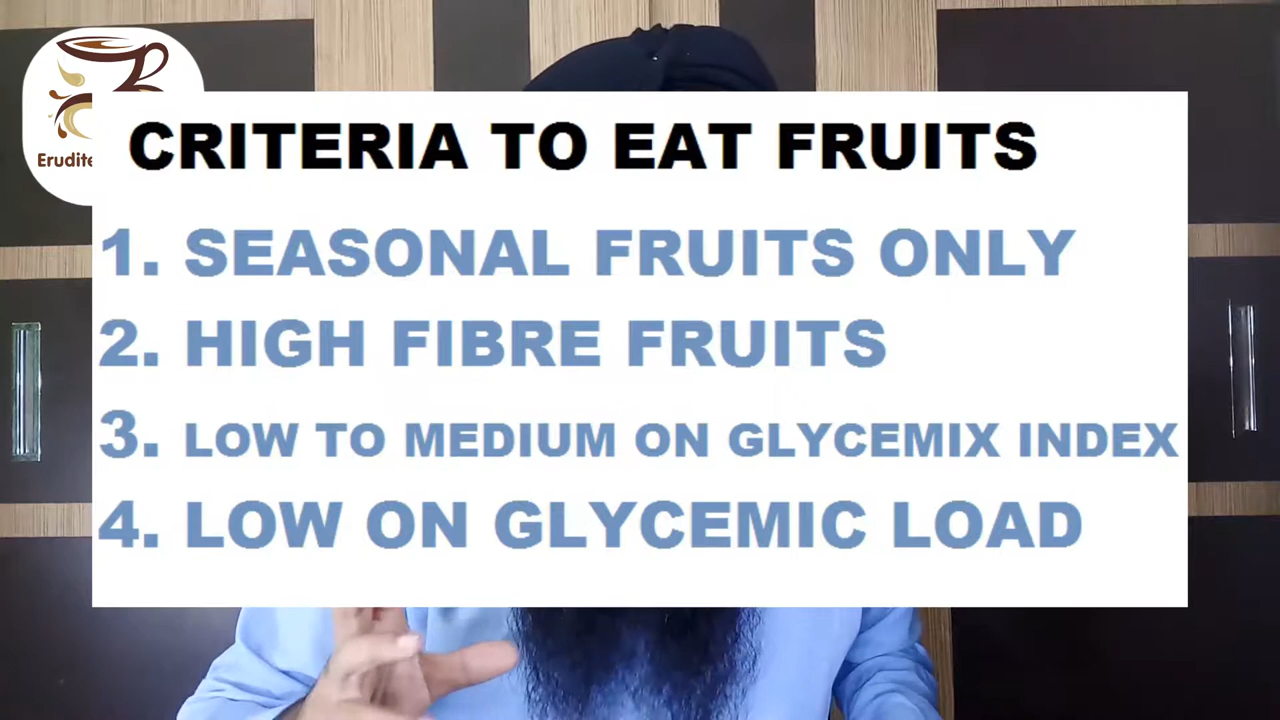 Erudite
CRITERIA TO EAT FRUITS
1. SEASONAL FRUITS ONLY
2. HIGH FIBRE FRUITS
3. LOW TO MEDIUM ON GLYCEMIX INDEX
4. LOW ON GLYCEMIC LOAD